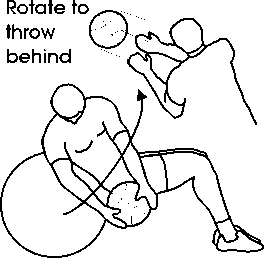 Rotate to
throw
behind